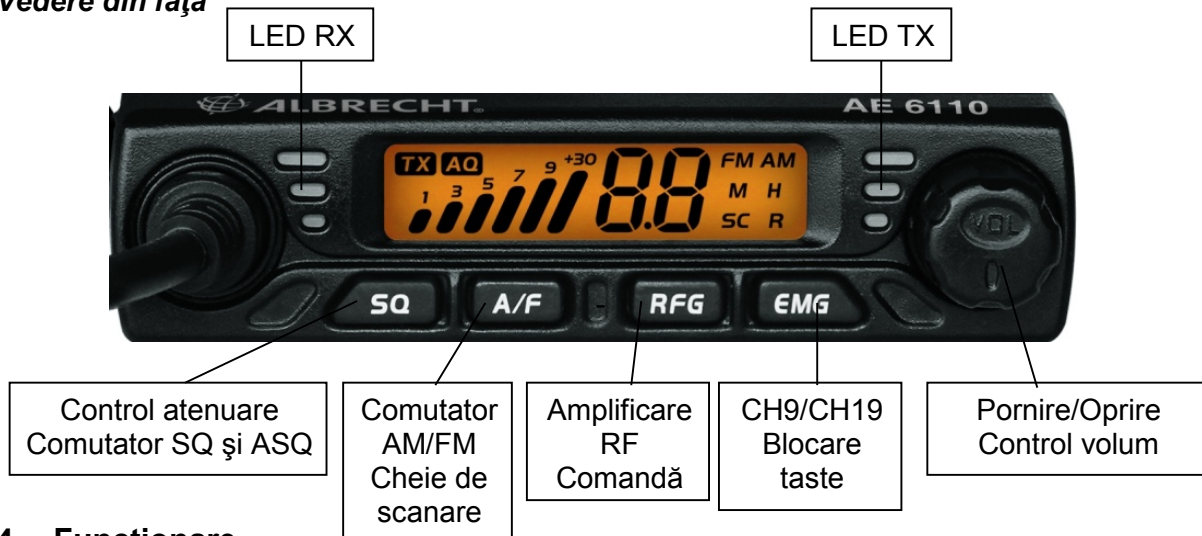 Vedere din faţă
LED RX
LED TX
ALBRECHT
AE 6110
TX AQ
1 3 5 7 9 +30
8.8
FM AM
M H
SC R
VOL
SQ
A/F
RFG
EMG
Control atenuare
Comutator SQ şi ASQ
Comutator
AM/FM
Cheie de
scanare
Amplificare
RF
Comandă
CH9/CH19
Blocare
taste
Pornire/Oprire
Control volum
4 Funcţionare